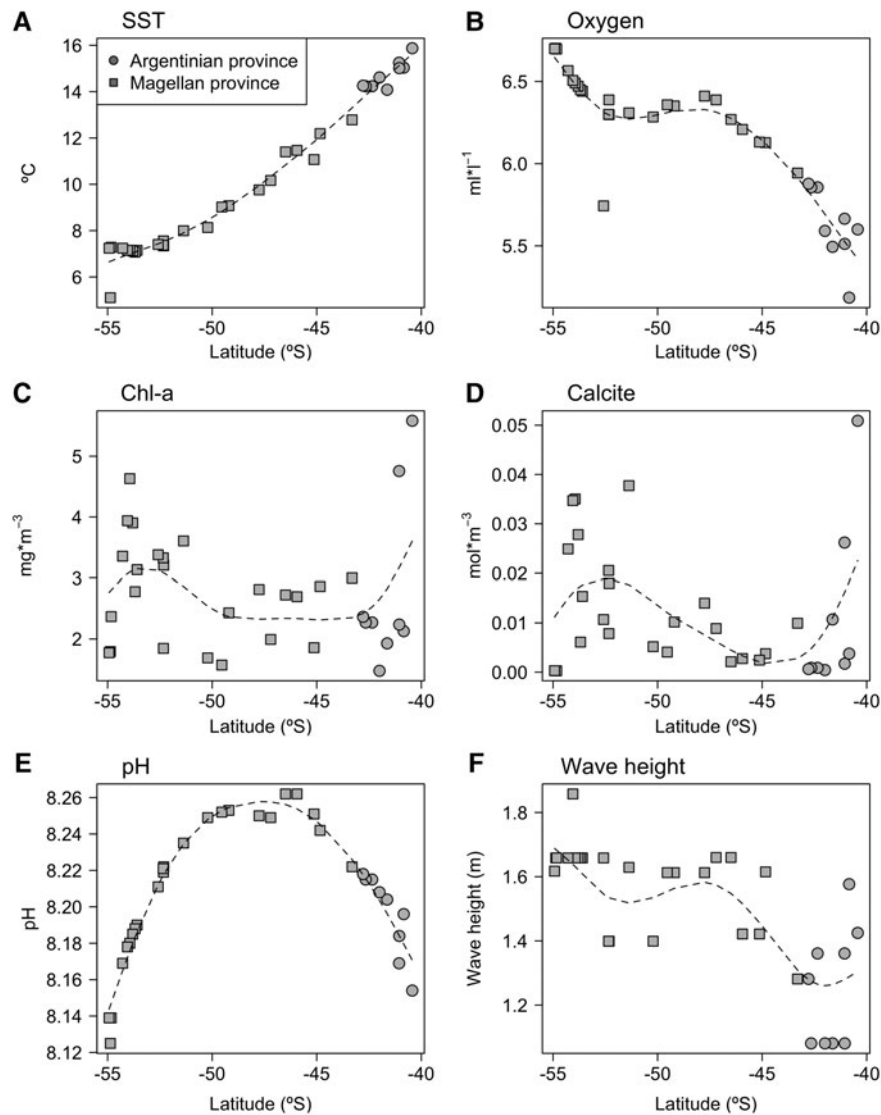 A SST
16
14
12
10
8
6
ºC
Argentinian province
Magellan province
-55 -50 -45 -40
Latitude (ºS)
B Oxygen
6.5
6.0
5.5
ml*l⁻¹
-55 -50 -45 -40
Latitude (ºS)
C Chl-a
5
4
3
2
mg*m⁻³
-55 -50 -45 -40
Latitude (ºS)
D Calcite
0.05
0.04
0.03
0.02
0.01
0.00
mol*m⁻³
-55 -50 -45 -40
Latitude (ºS)
E pH
8.26
8.24
8.22
8.20
8.18
8.16
8.14
8.12
pH
-55 -50 -45 -40
Latitude (ºS)
F Wave height
1.8
1.6
1.4
1.2
Wave height (m)
-55 -50 -45 -40
Latitude (ºS)